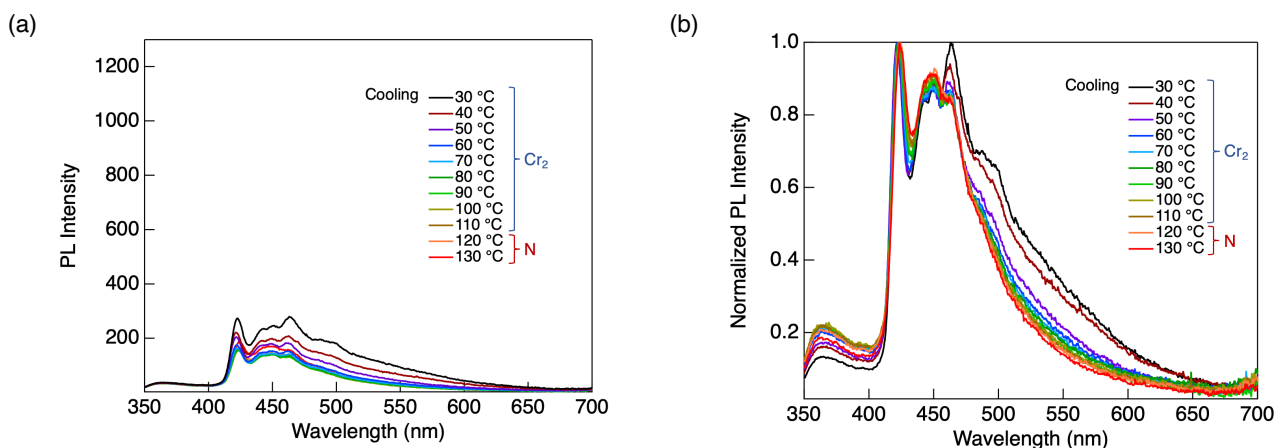 (a)
PL Intensity
1200
1000
800
600
400
200
350 400 450 500 550 600 650 700
Wavelength (nm)
Cooling
30 °C
40 °C
50 °C
60 °C
70 °C
80 °C
90 °C
100 °C
110 °C
120 °C
130 °C
Cr2
N
(b)
Normalized PL Intensity
1.0
0.8
0.6
0.4
0.2
350 400 450 500 550 600 650 700
Wavelength (nm)
Cooling
30 °C
40 °C
50 °C
60 °C
70 °C
80 °C
90 °C
100 °C
110 °C
120 °C
130 °C
Cr2
N